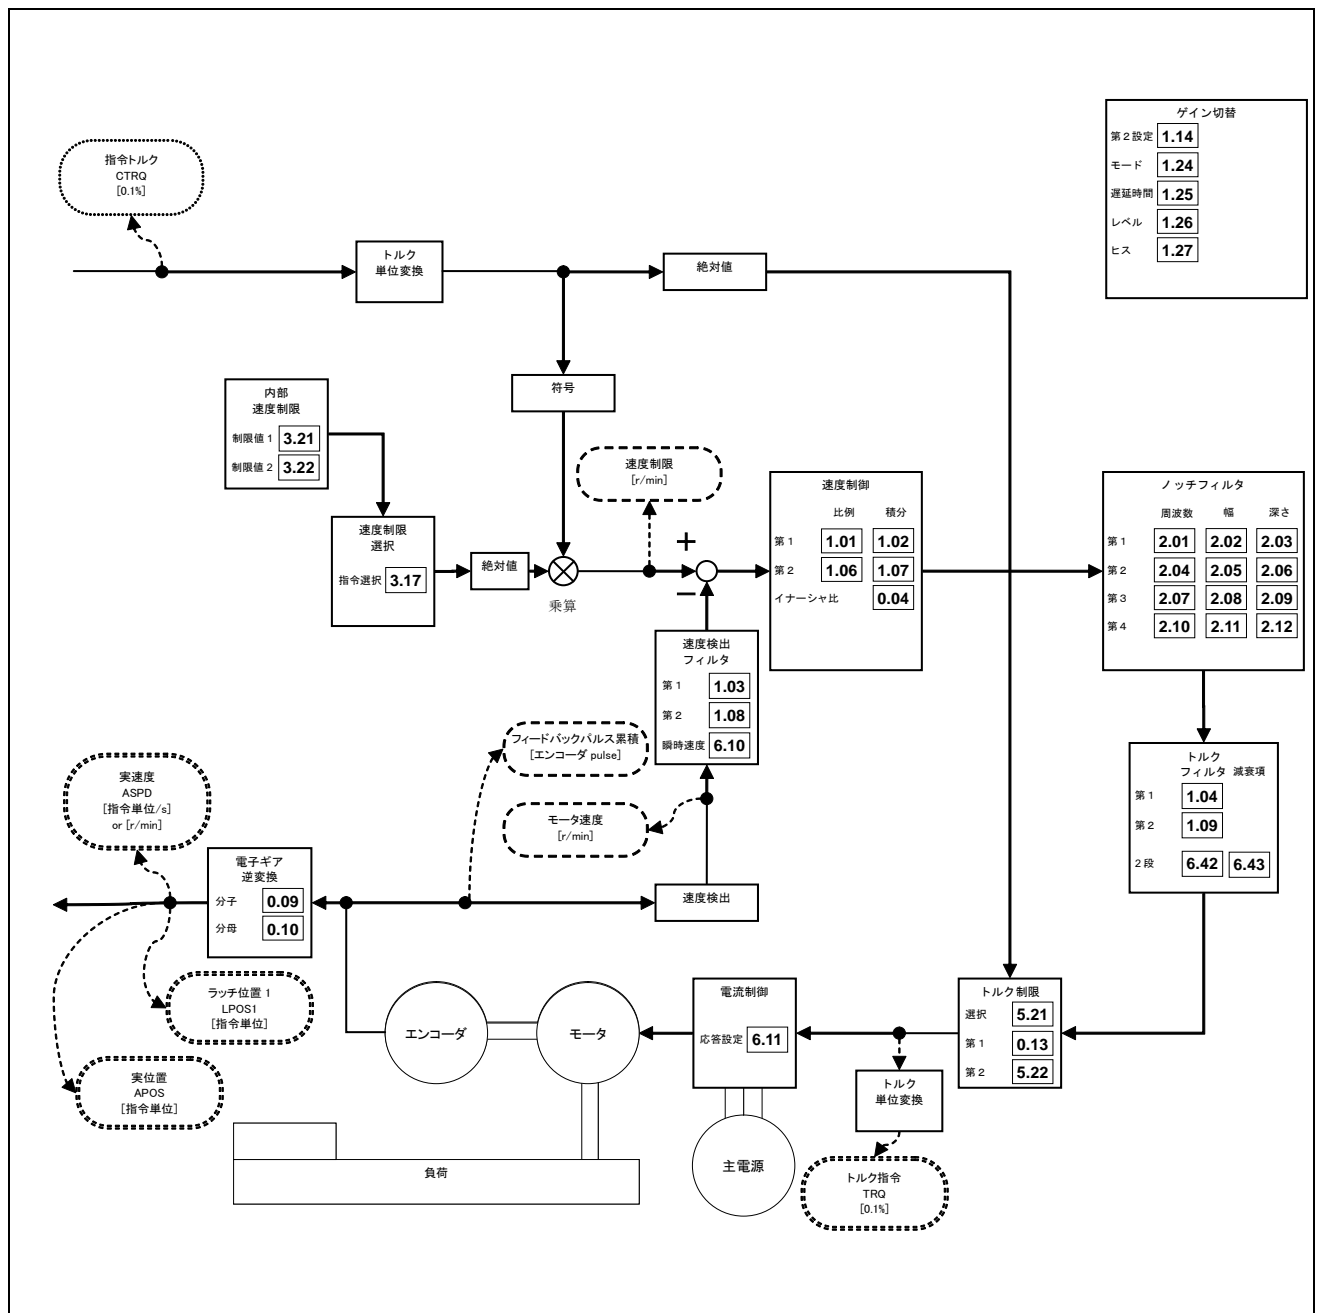 ゲイン切替
第2設定 1.14
モード 1.24
遅延時間 1.25
レベル 1.26
ヒス 1.27
指令トルク
CTRQ
[0.1%]
トルク
単位変換
絶対値
符号
内部
速度制限
制限値1 3.21
制限値2 3.22
速度制限
選択
指令選択 3.17
絶対値
乗算
速度制限
[r/min]
+
−
速度制御
比例 積分
第1 1.01 1.02
第2 1.06 1.07
イナーシャ比 0.04
ノッチフィルタ
周波数 幅 深さ
第1 2.01 2.02 2.03
第2 2.04 2.05 2.06
第3 2.07 2.08 2.09
第4 2.10 2.11 2.12
速度検出
フィルタ
第1 1.03
第2 1.08
瞬時速度 6.10
フィードバックパルス累積
[エンコーダ pulse]
モータ速度
[r/min]
トルク
フィルタ 減衰項
第1 1.04
第2 1.09
2段 6.42 6.43
実速度
ASPD
[指令単位/s]
or [r/min]
電子ギア
逆変換
分子 0.09
分母 0.10
速度検出
ラッチ位置1
LPOS1
[指令単位]
実位置
APOS
[指令単位]
エンコーダ
モータ
電流制御
応答設定 6.11
トルク制限
選択 5.21
第1 0.13
第2 5.22
トルク
単位変換
主電源
負荷
トルク指令
TRQ
[0.1%]